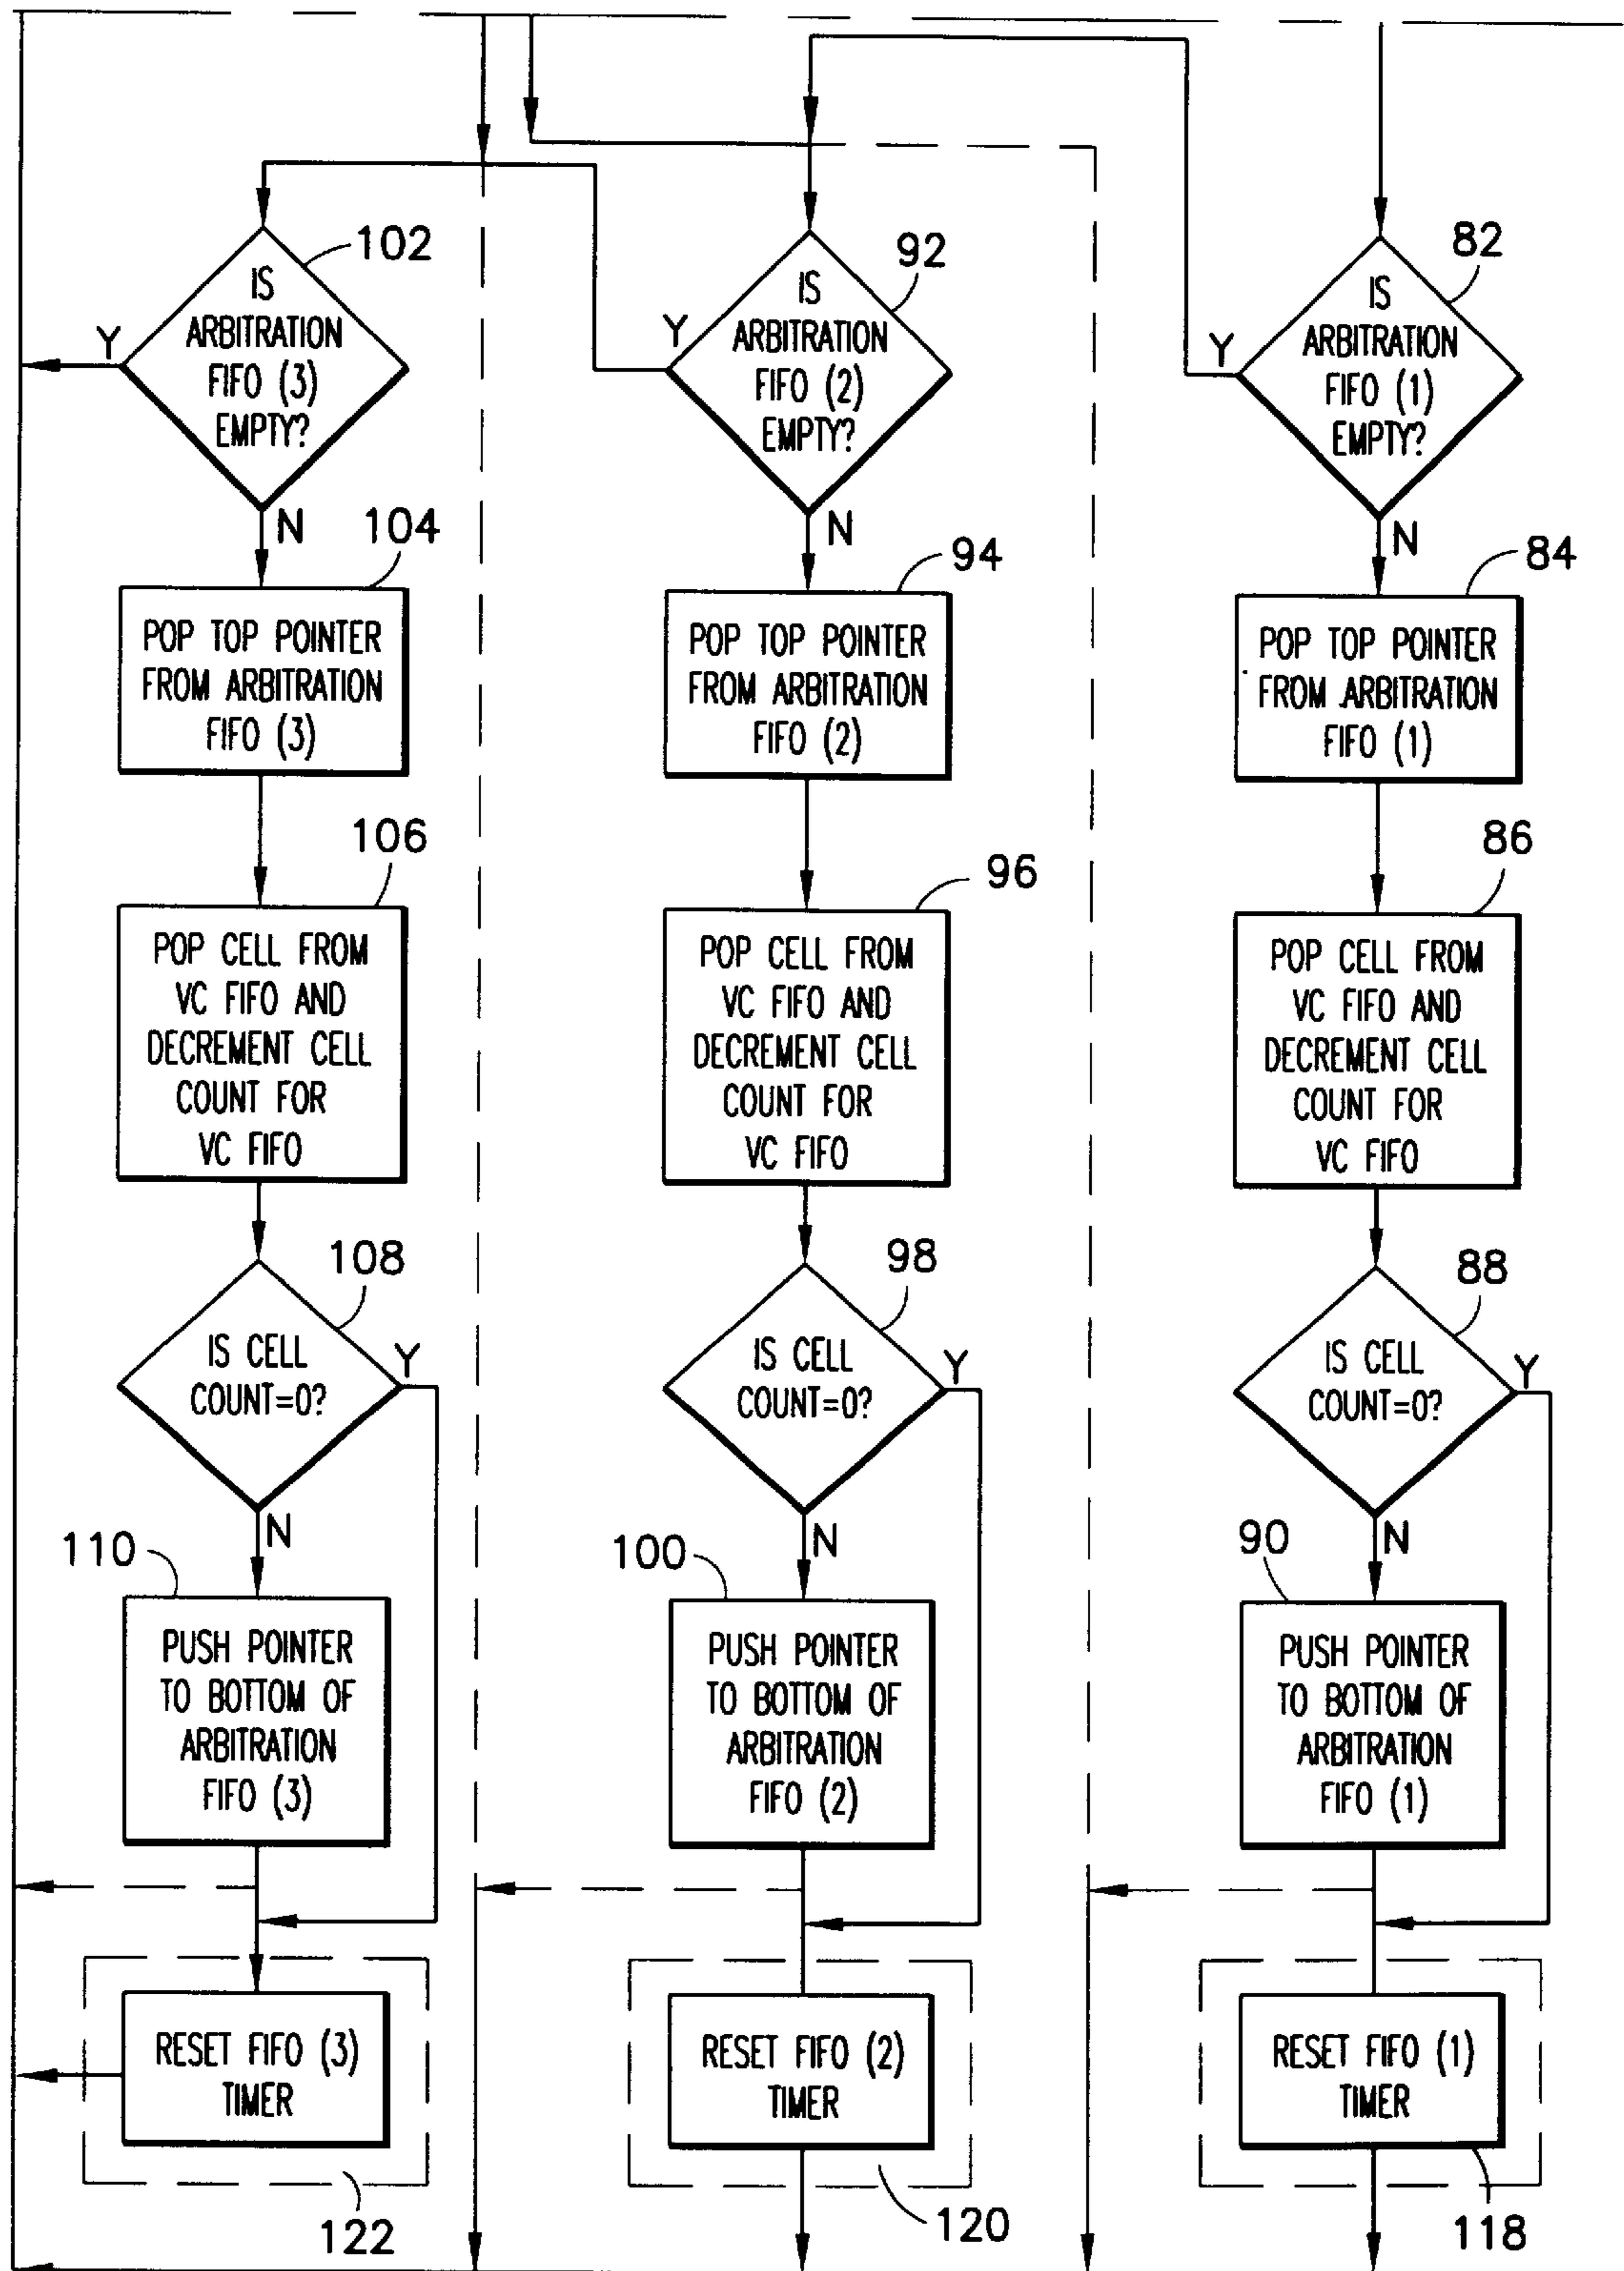 102
IS
ARBITRATION
FIFO (3)
EMPTY?
Y
N
104
POP TOP POINTER
FROM ARBITRATION
FIFO (3)
106
POP CELL FROM
VC FIFO AND
DECREMENT CELL
COUNT FOR
VC FIFO
108
IS CELL
COUNT=0?
Y
N
110
PUSH POINTER
TO BOTTOM OF
ARBITRATION
FIFO (3)
RESET FIFO (3)
TIMER
122
92
IS
ARBITRATION
FIFO (2)
EMPTY?
Y
N
94
POP TOP POINTER
FROM ARBITRATION
FIFO (2)
96
POP CELL FROM
VC FIFO AND
DECREMENT CELL
COUNT FOR
VC FIFO
98
IS CELL
COUNT=0?
Y
N
100
PUSH POINTER
TO BOTTOM OF
ARBITRATION
FIFO (2)
RESET FIFO (2)
TIMER
120
82
IS
ARBITRATION
FIFO (1)
EMPTY?
Y
N
84
POP TOP POINTER
FROM ARBITRATION
FIFO (1)
86
POP CELL FROM
VC FIFO AND
DECREMENT CELL
COUNT FOR
VC FIFO
88
IS CELL
COUNT=0?
Y
N
90
PUSH POINTER
TO BOTTOM OF
ARBITRATION
FIFO (1)
RESET FIFO (1)
TIMER
118